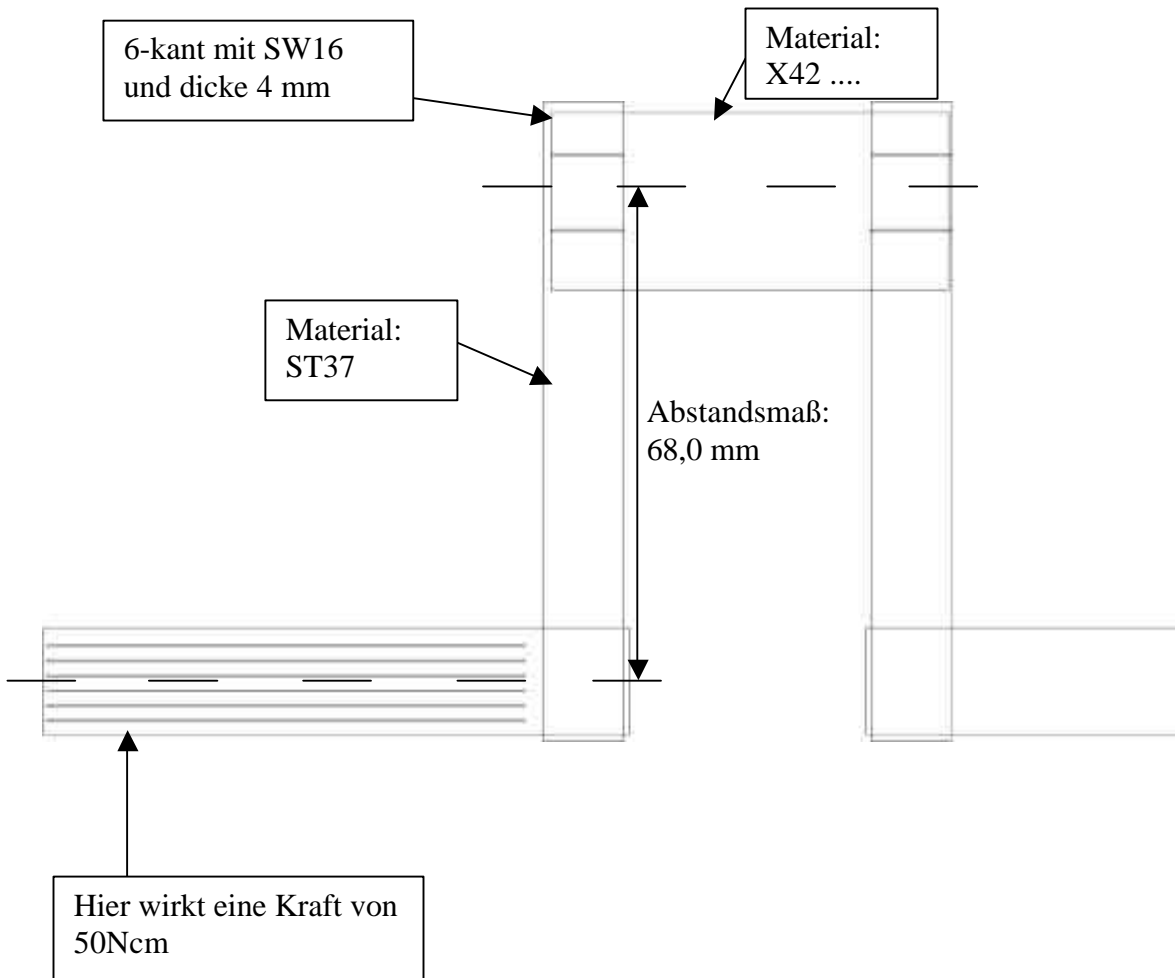 6-kant mit SW16
und dicke 4 mm
Material:
X42 ....
Material:
ST37
Abstandsmaß:
68,0 mm
Hier wirkt eine Kraft von
50Ncm